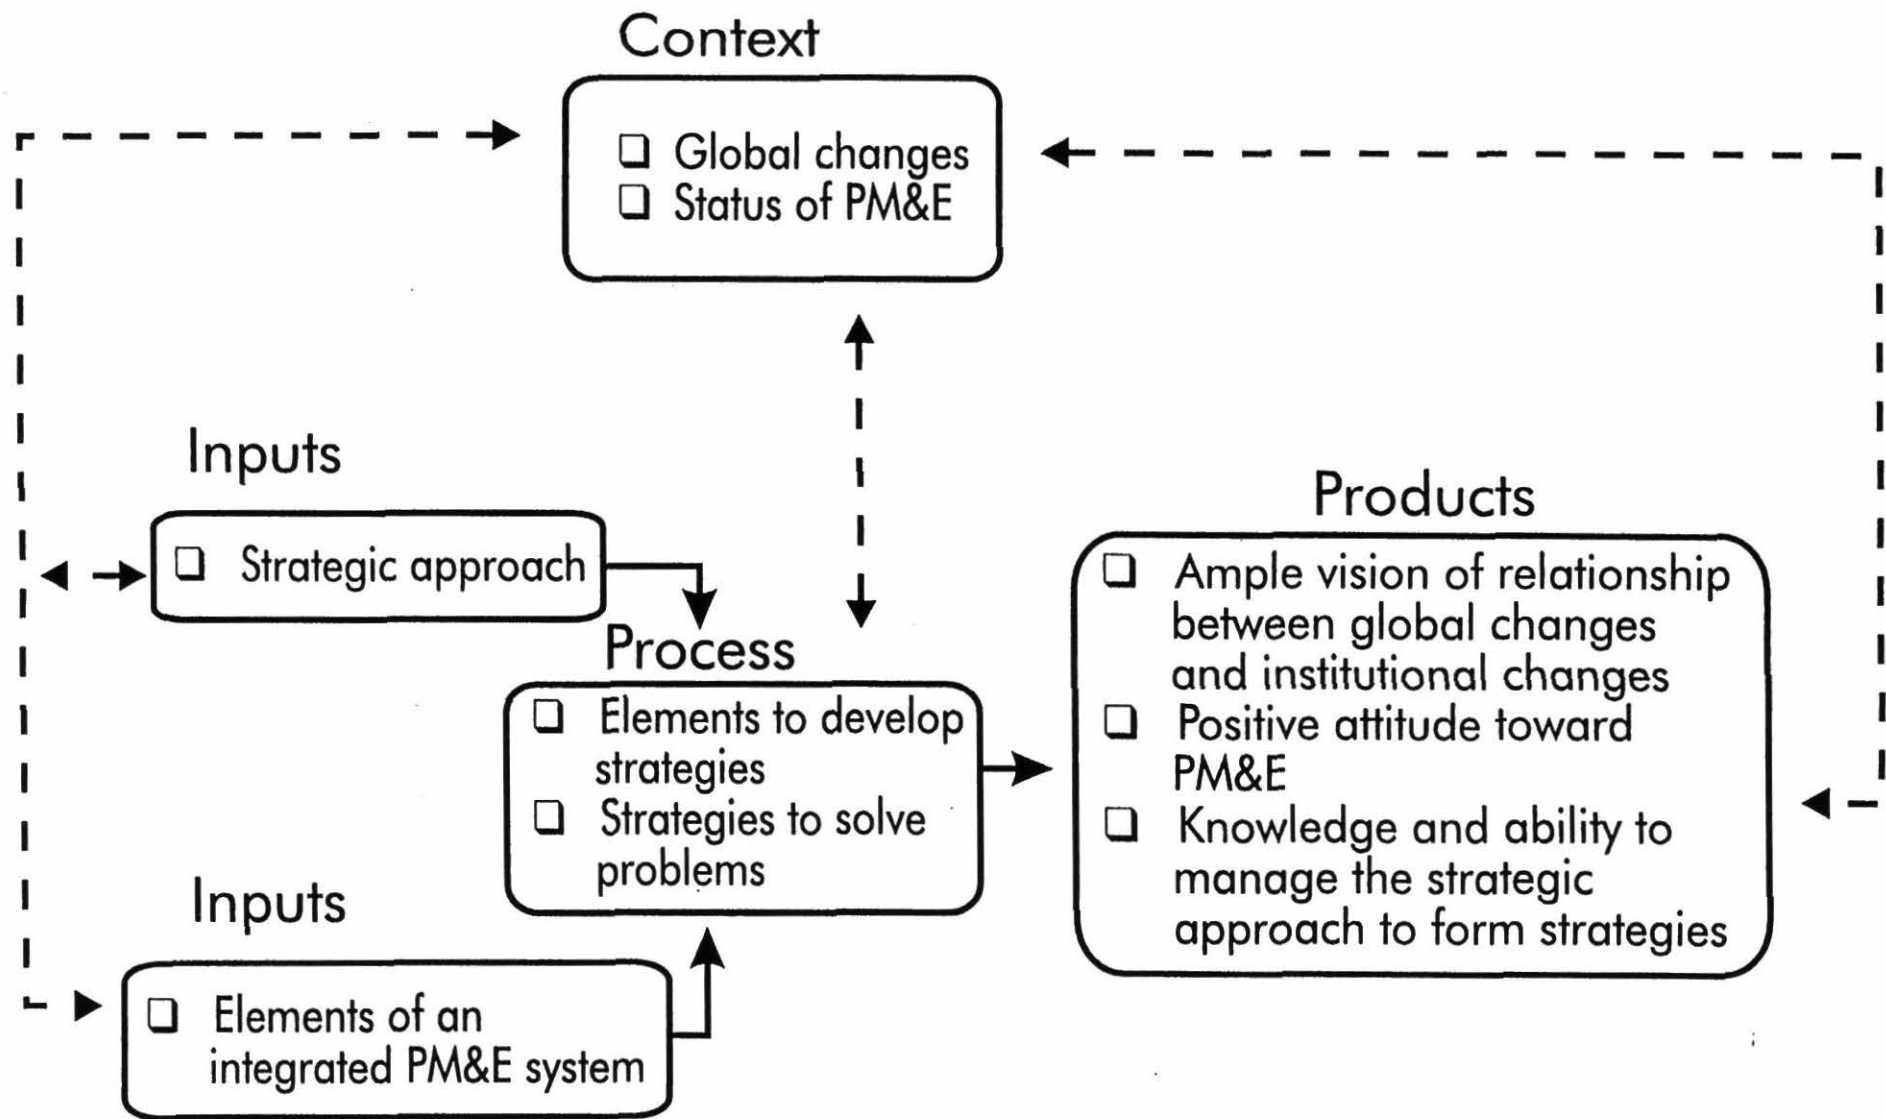 Context
❑ Global changes
❑ Status of PM&E
Inputs
❑ Strategic approach
Process
❑ Elements to develop
strategies
❑ Strategies to solve
problems
Inputs
❑ Elements of an
integrated PM&E system
Products
❑ Ample vision of relationship
between global changes
and institutional changes
❑ Positive attitude toward
PM&E
❑ Knowledge and ability to
manage the strategic
approach to form strategies